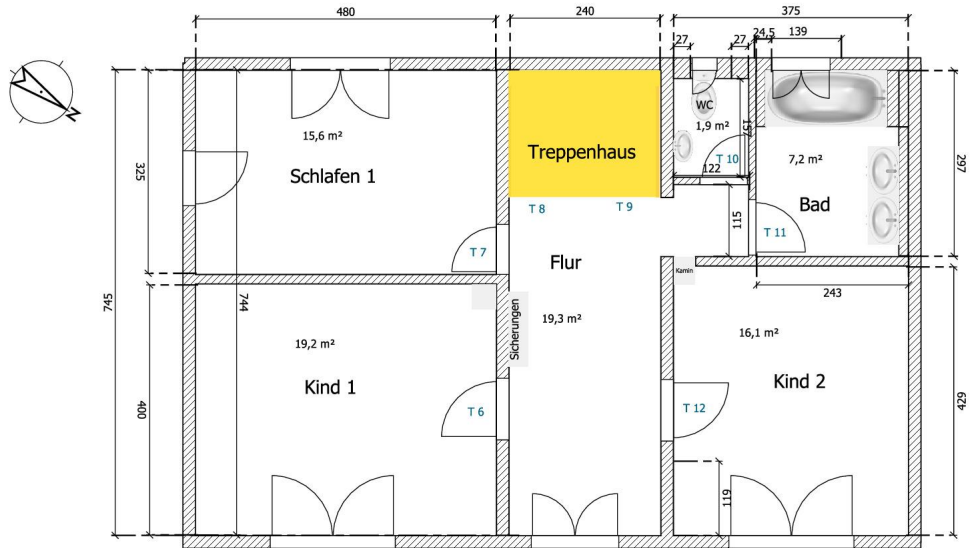 480
240
375
27
27
24,5
139
N
15,6 m²
Schlafen 1
325
T 7
Treppenhaus
T 8
T 9
WC
1,9 m²
157
T 10
122
7,2 m²
Bad
297
T 11
115
Flur
Kamin
243
745
744
19,3 m²
Sicherungen
19,2 m²
Kind 1
400
T 6
16,1 m²
Kind 2
T 12
429
119